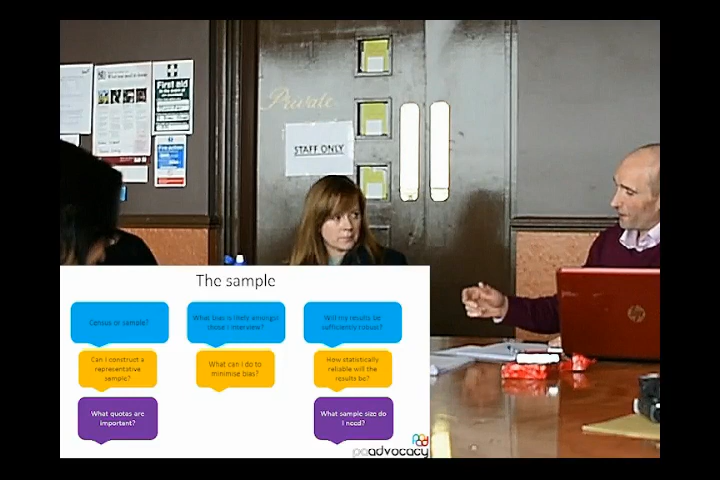 First aid
Private
STAFF ONLY
The sample
Census or sample?
What bias is likely amongst
those I interview?
Will my results be
sufficiently robust?
Can I construct a
representative
sample?
What can I do to
minimise bias?
How statistically
reliable will the
results be?
What quotas are
important?
What sample size do
I need?
paadvocacy
hp